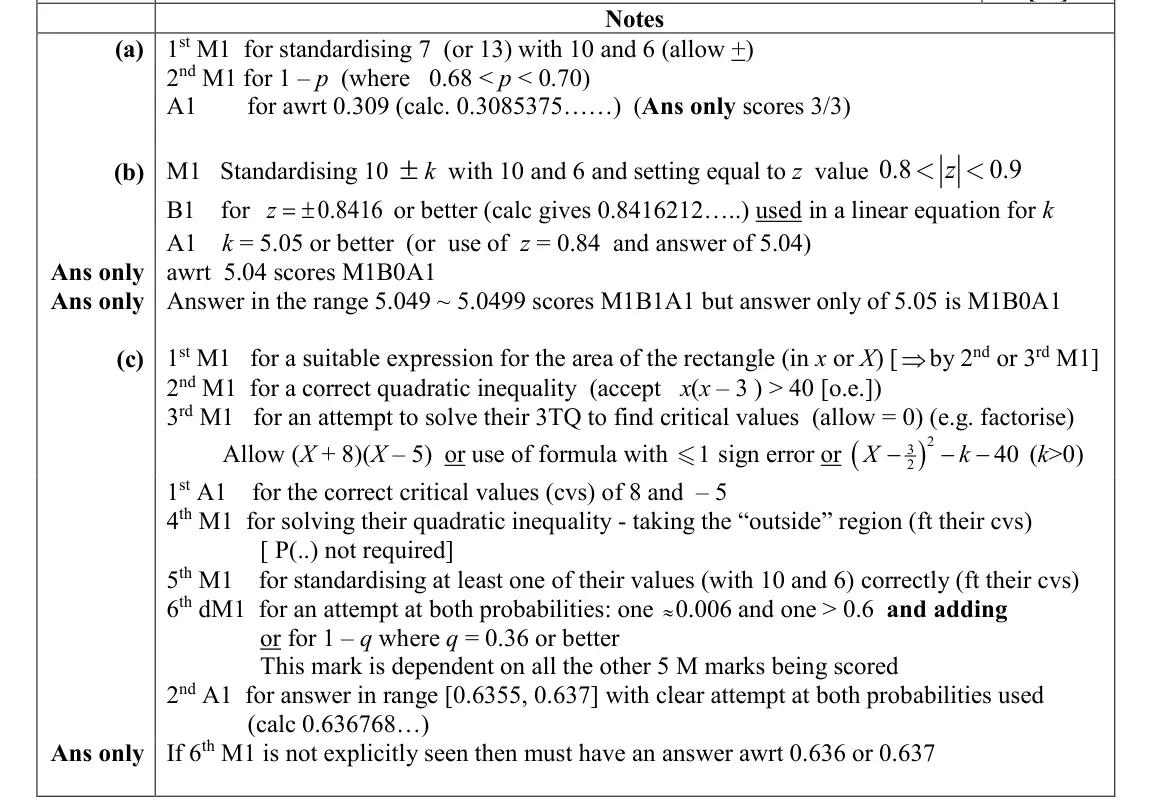 Notes
(a) 1st M1 for standardising 7 (or 13) with 10 and 6 (allow ±)
2nd M1 for 1 – p (where 0.68 < p < 0.70)
A1 for awrt 0.309 (calc. 0.3085375……) (Ans only scores 3/3)
(b) M1 Standardising 10 ± k with 10 and 6 and setting equal to z value 0.8 < |z| < 0.9
B1 for z = ±0.8416 or better (calc gives 0.8416212…..) used in a linear equation for k
A1 k = 5.05 or better (or use of z = 0.84 and answer of 5.04)
Ans only awrt 5.04 scores M1B0A1
Ans only Answer in the range 5.049 ~ 5.0499 scores M1B1A1 but answer only of 5.05 is M1B0A1
(c) 1st M1 for a suitable expression for the area of the rectangle (in x or X) [ ⇒ by 2nd or 3rd M1]
2nd M1 for a correct quadratic inequality (accept x(x – 3 ) > 40 [o.e.])
3rd M1 for an attempt to solve their 3TQ to find critical values (allow = 0) (e.g. factorise)
Allow (X + 8)(X – 5) or use of formula with ⩽1 sign error or (X – 3/2)² – k – 40 (k>0)
1st A1 for the correct critical values (cvs) of 8 and – 5
4th M1 for solving their quadratic inequality - taking the “outside” region (ft their cvs)
[ P(..) not required]
5th M1 for standardising at least one of their values (with 10 and 6) correctly (ft their cvs)
6th dM1 for an attempt at both probabilities: one ≈0.006 and one > 0.6 and adding
or for 1 – q where q = 0.36 or better
This mark is dependent on all the other 5 M marks being scored
2nd A1 for answer in range [0.6355, 0.637] with clear attempt at both probabilities used
(calc 0.636768…)
Ans only If 6th M1 is not explicitly seen then must have an answer awrt 0.636 or 0.637